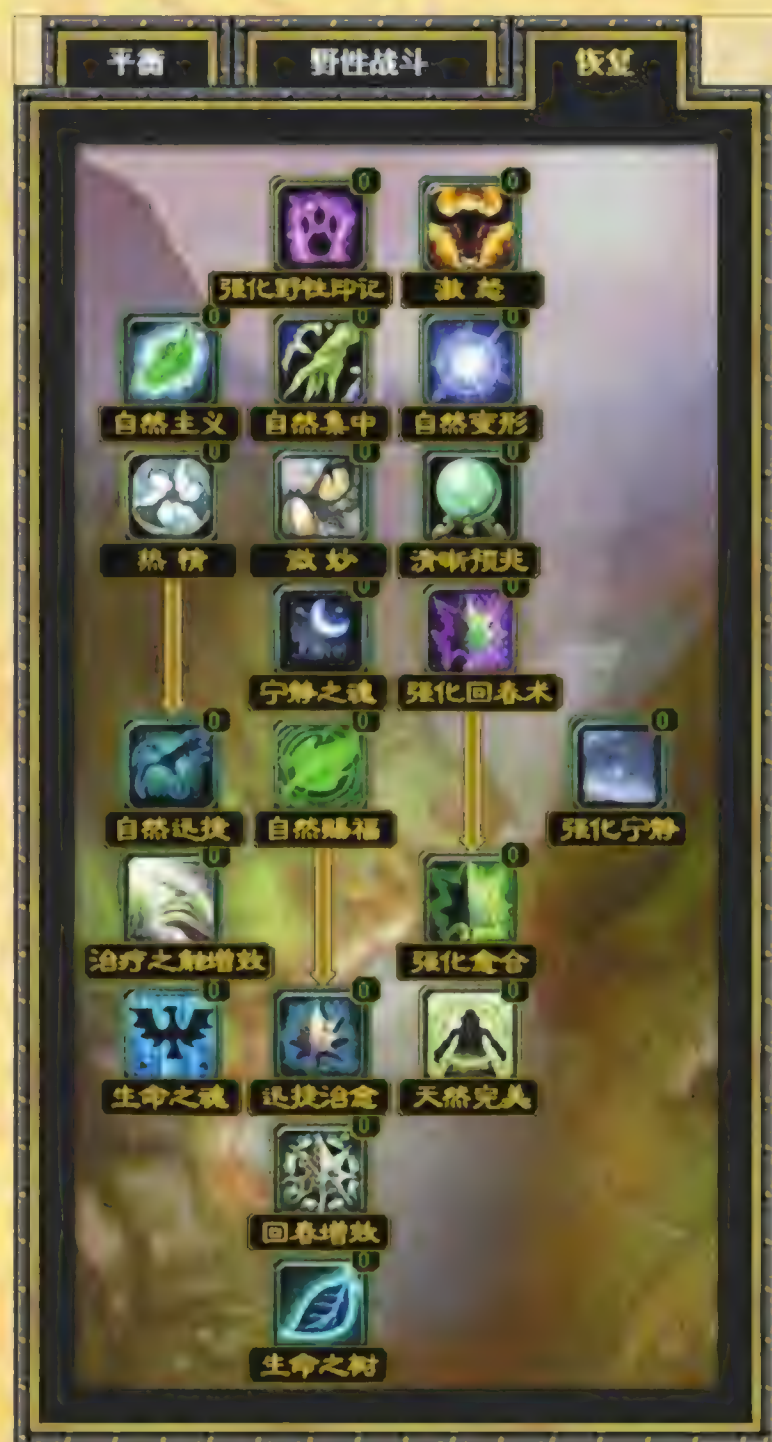 平衡 野性战斗 恢复
0 0
强化野性印记 激怒
0 0 0
自然主义 自然集中 自然变形
0 0 0
热情 微妙 清晰预兆
0 0
宁静之魂 强化回春术
0 0 0
自然迅捷 自然赐福 强化宁静
0 0
治疗之触增效 强化愈合
0 0 0
生命之魂 迅捷治愈 天然完美
0
回春增效
0
生命之树